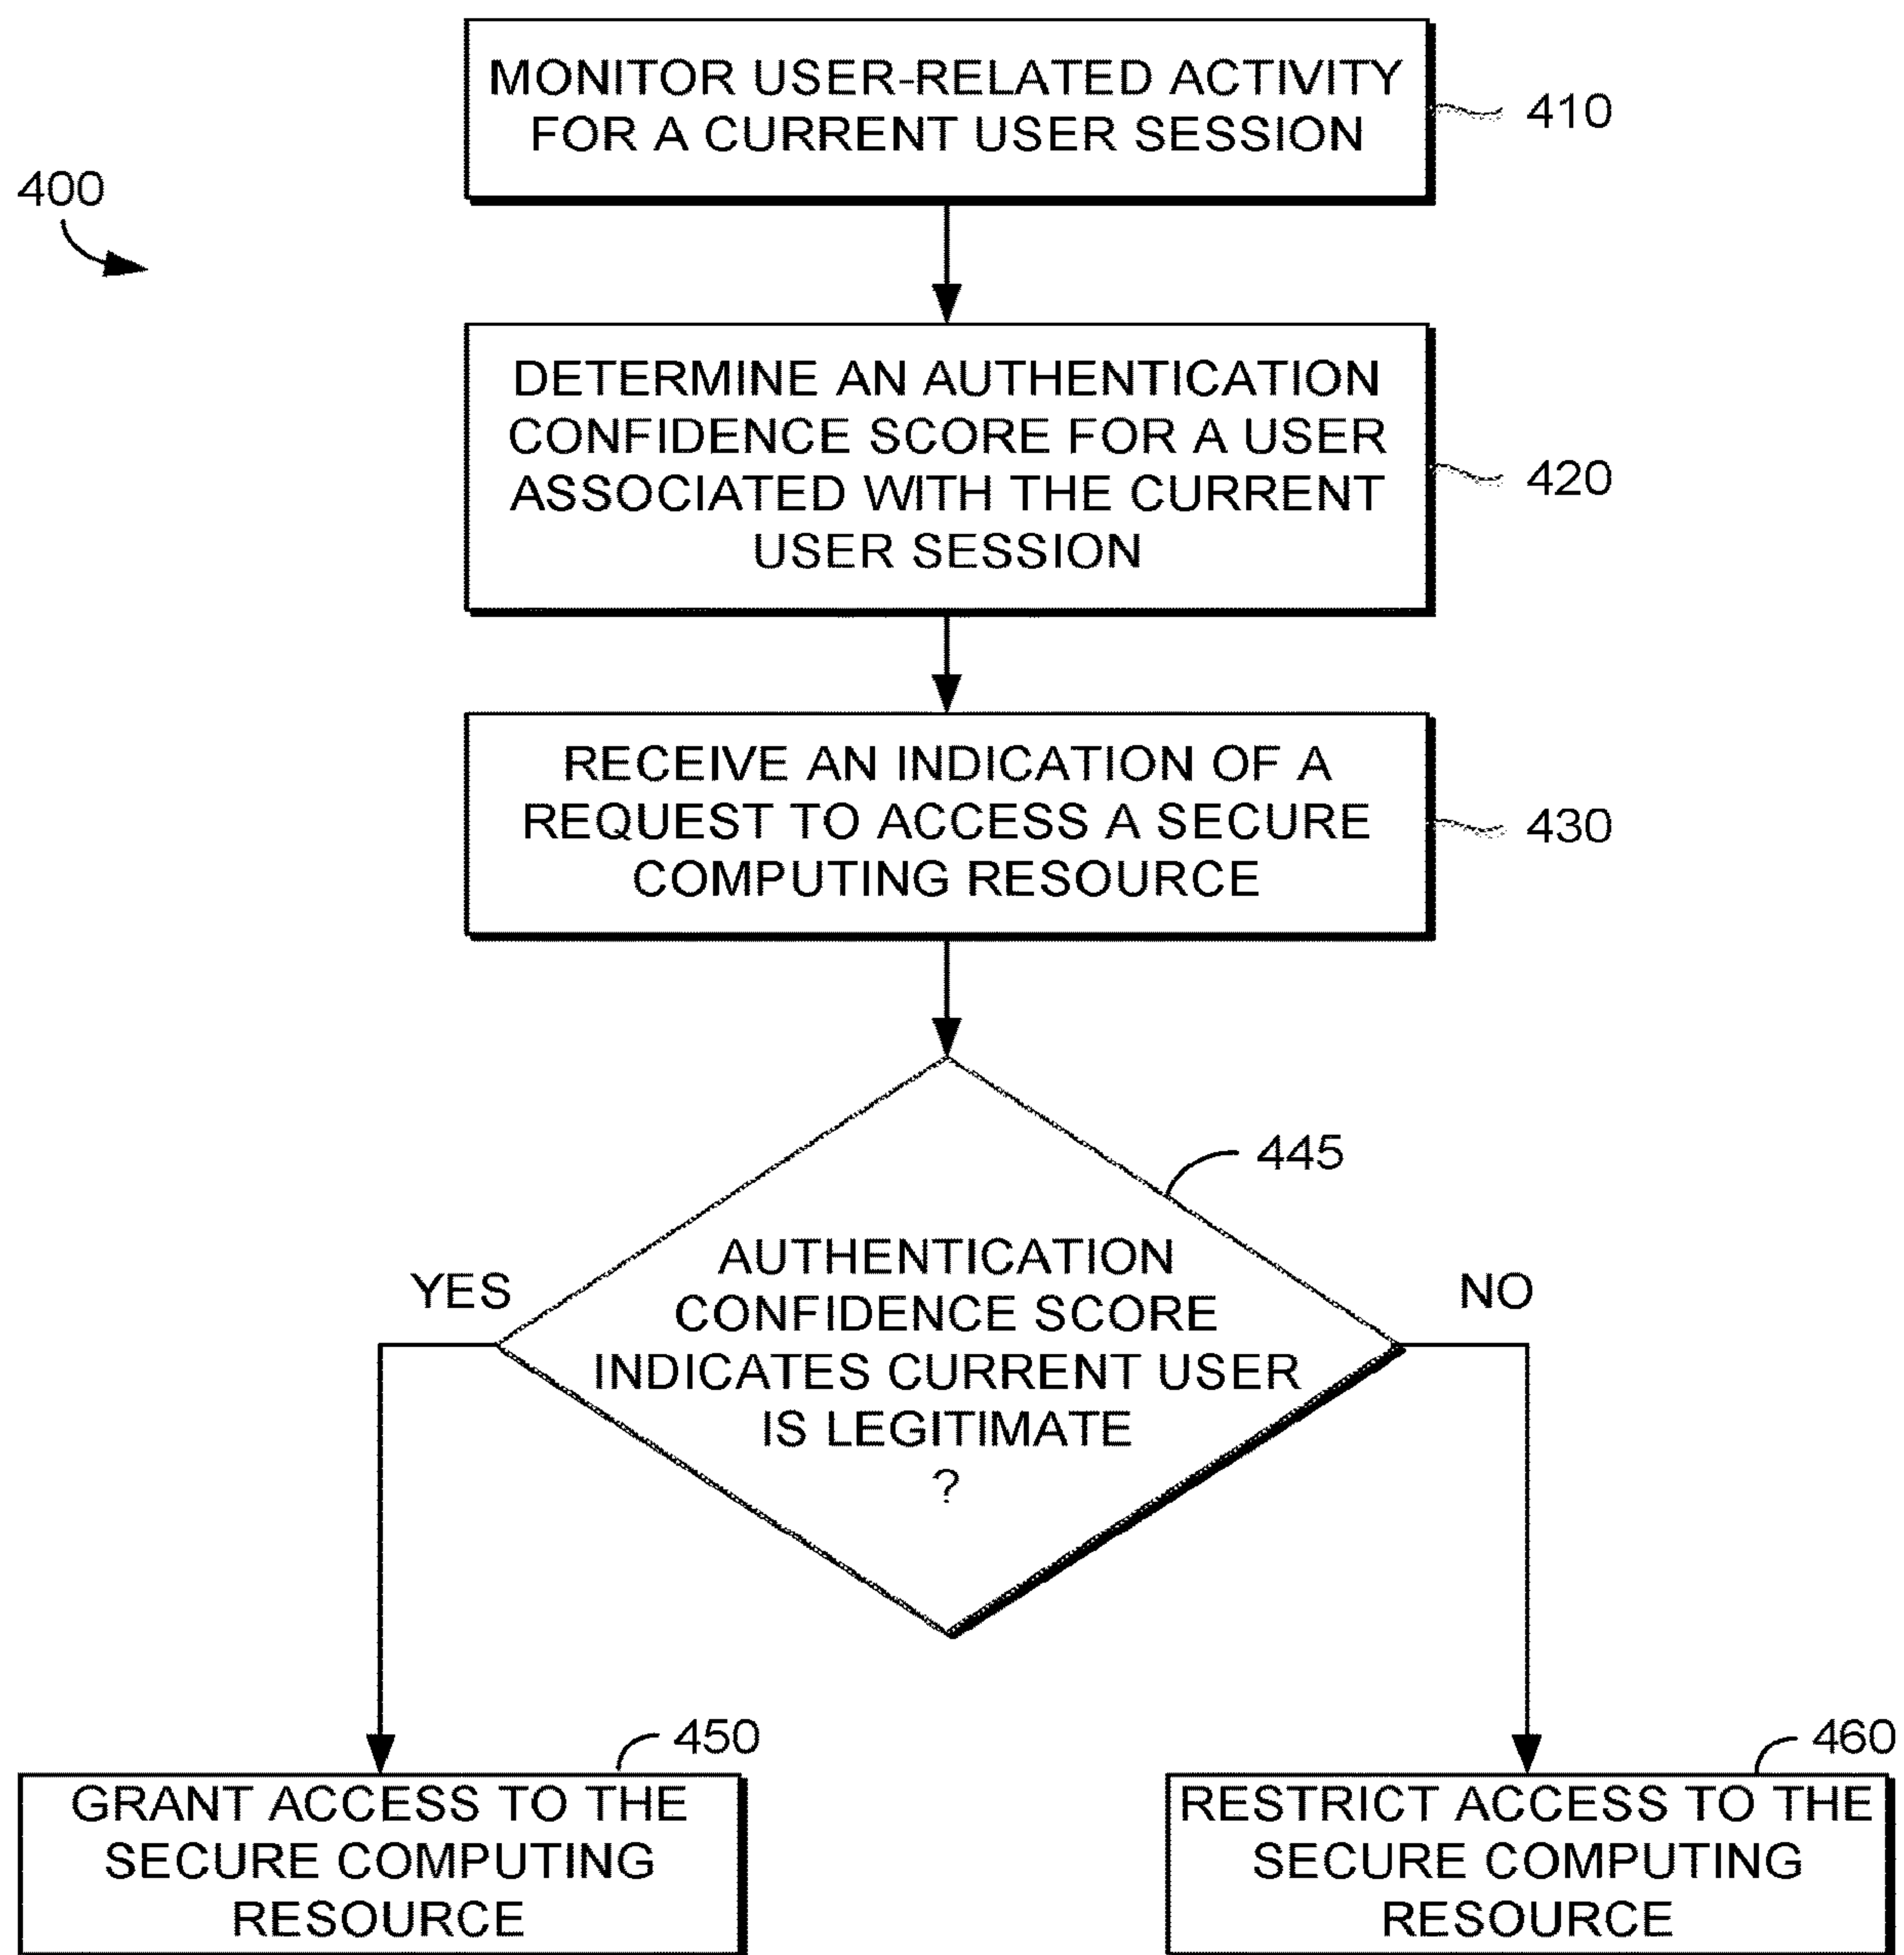 MONITOR USER-RELATED ACTIVITY
FOR A CURRENT USER SESSION
410
400
DETERMINE AN AUTHENTICATION
CONFIDENCE SCORE FOR A USER
ASSOCIATED WITH THE CURRENT
USER SESSION
420
RECEIVE AN INDICATION OF A
REQUEST TO ACCESS A SECURE
COMPUTING RESOURCE
430
445
AUTHENTICATION
CONFIDENCE SCORE
INDICATES CURRENT USER
IS LEGITIMATE
?
YES
NO
450
GRANT ACCESS TO THE
SECURE COMPUTING
RESOURCE
460
RESTRICT ACCESS TO THE
SECURE COMPUTING
RESOURCE